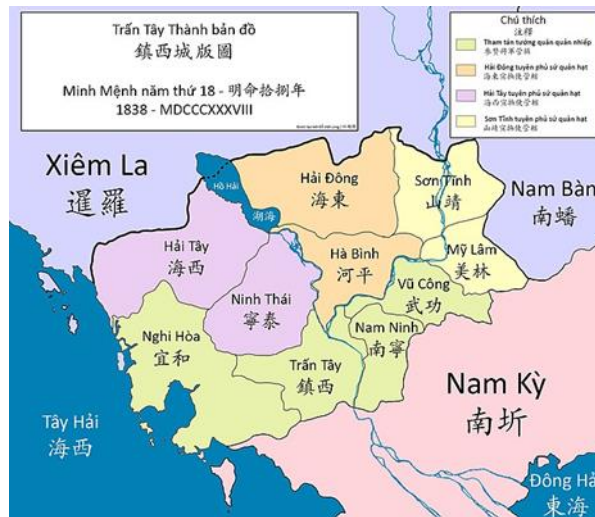 Trấn Tây Thành bản đồ
鎮西城版圖
Minh Mệnh năm thứ 18 - 明命拾捌年
1838 - MDCCCXXXVIII
Chú thích
註釋
Tham tán tướng quân quản nhiếp
Hải Đông tuyên phủ sứ quản hạt
Hải Tây tuyên phủ sứ quản hạt
Sơn Tĩnh tuyên phủ sứ quản hạt
Xiêm La
暹羅
Hồ Hải
湖海
Hải Đông
海東
Sơn Tĩnh
山靖
Nam Bàn
南蟠
Hải Tây
海西
Hà Bình
河平
Mỹ Lâm
美林
Ninh Thái
寧泰
Vũ Công
武功
Nghi Hòa
宜和
Nam Ninh
南寧
Trấn Tây
鎮西
Nam Kỳ
南圻
Tây Hải
海西
Đông Hả
東海